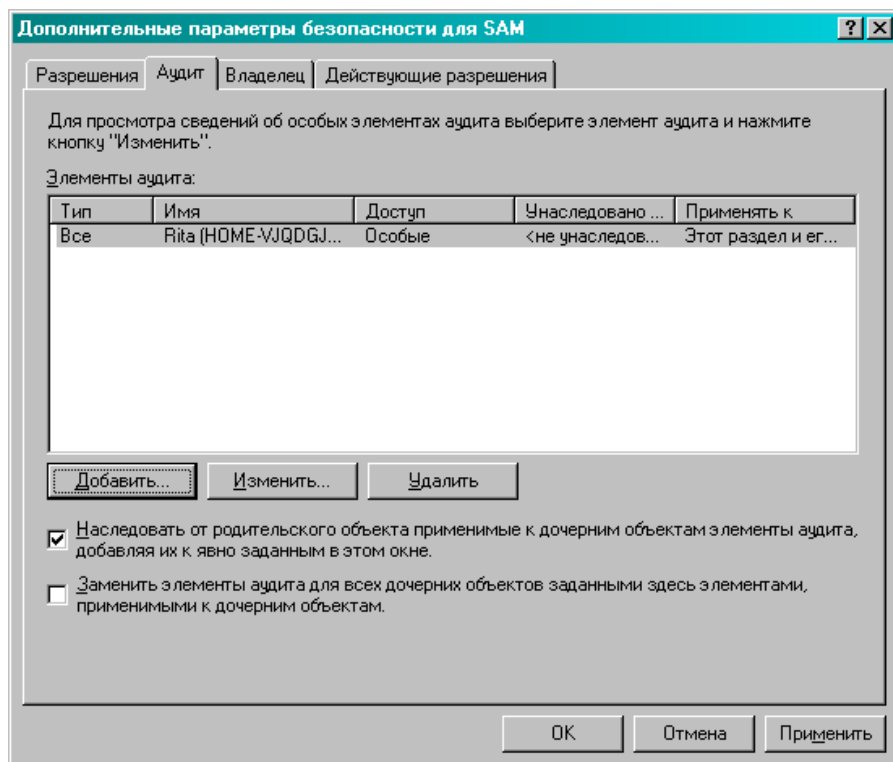 Дополнительные параметры безопасности для SAM
Разрешения Аудит Владелец Действующие разрешения
Для просмотра сведений об особых элементах аудита выберите элемент аудита и нажмите
кнопку "Изменить".
Элементы аудита:
Тип Имя Доступ Унаследовано ... Применять к
Все Rita (HOME-VJQDGJ... Особые <не унаследов... Этот раздел и ег...
Добавить... Изменить... Удалить
Наследовать от родительского объекта применимые к дочерним объектам элементы аудита,
добавляя их к явно заданным в этом окне.
Заменить элементы аудита для всех дочерних объектов заданными здесь элементами,
применимыми к дочерним объектам.
OK Отмена Применить